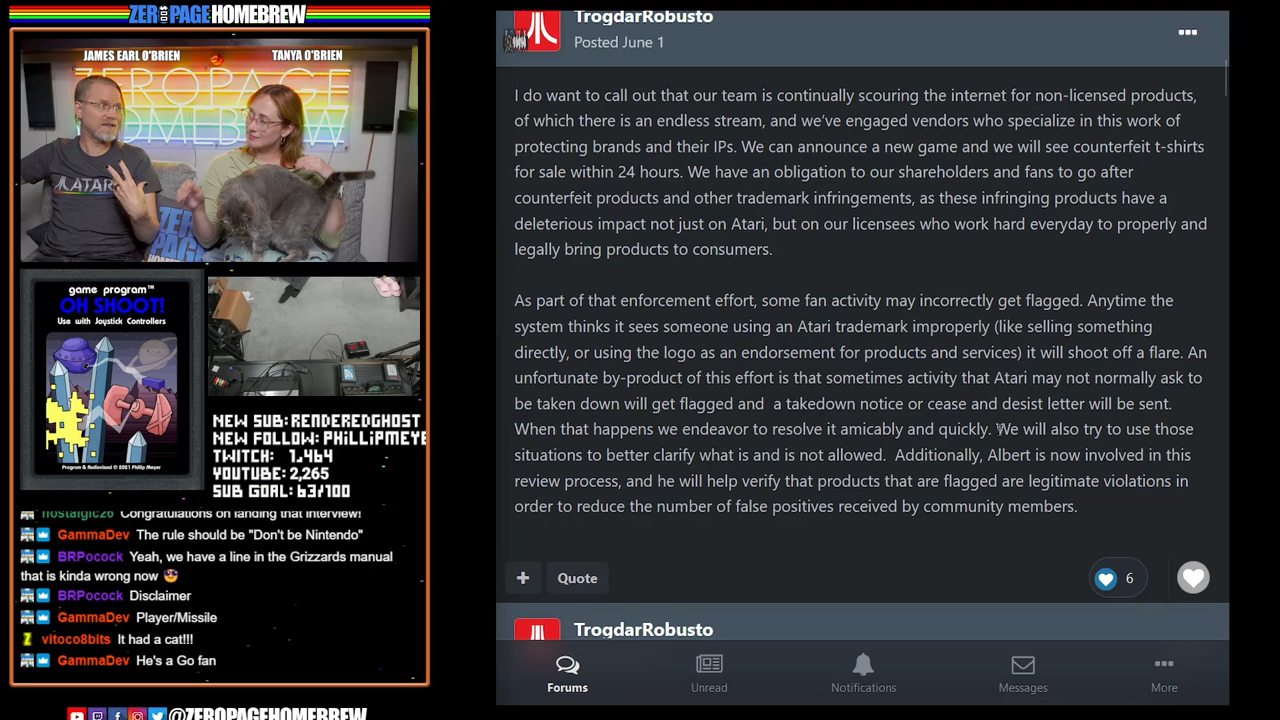 ZERO PAGE HOMEBREW
JAMES EARL O'BRIEN
TANYA O'BRIEN
ZEROPAGE
HOMEBREW
ATARI
ZERO
PAGE
HOMEBREW
game program™
OH SHOOT!
Use with Joystick Controllers
Program & Audiovisual © 2021 Phillip Meyer
NEW SUB: RENDEREDGHOST
NEW FOLLOW: PHILLIPMEYE
TWITCH: 1,464
YOUTUBE: 2,265
SUB GOAL: 63/100
nostalgic26 Congratulations on landing that interview!
GammaDev The rule should be "Don't be Nintendo"
BRPocock Yeah, we have a line in the Grizzards manual
that is kinda wrong now 😎
BRPocock Disclaimer
GammaDev Player/Missile
vitoco8bits It had a cat!!!
GammaDev He's a Go fan
@ZEROPAGEHOMEBREW
TrogdarRobusto
Posted June 1
I do want to call out that our team is continually scouring the internet for non-licensed products,
of which there is an endless stream, and we've engaged vendors who specialize in this work of
protecting brands and their IPs. We can announce a new game and we will see counterfeit t-shirts
for sale within 24 hours. We have an obligation to our shareholders and fans to go after
counterfeit products and other trademark infringements, as these infringing products have a
deleterious impact not just on Atari, but on our licensees who work hard everyday to properly and
legally bring products to consumers.
As part of that enforcement effort, some fan activity may incorrectly get flagged. Anytime the
system thinks it sees someone using an Atari trademark improperly (like selling something
directly, or using the logo as an endorsement for products and services) it will shoot off a flare. An
unfortunate by-product of this effort is that sometimes activity that Atari may not normally ask to
be taken down will get flagged and  a takedown notice or cease and desist letter will be sent.
When that happens we endeavor to resolve it amicably and quickly. We will also try to use those
situations to better clarify what is and is not allowed.  Additionally, Albert is now involved in this
review process, and he will help verify that products that are flagged are legitimate violations in
order to reduce the number of false positives received by community members.
+ Quote
6
TrogdarRobusto
Forums
Unread
Notifications
Messages
More